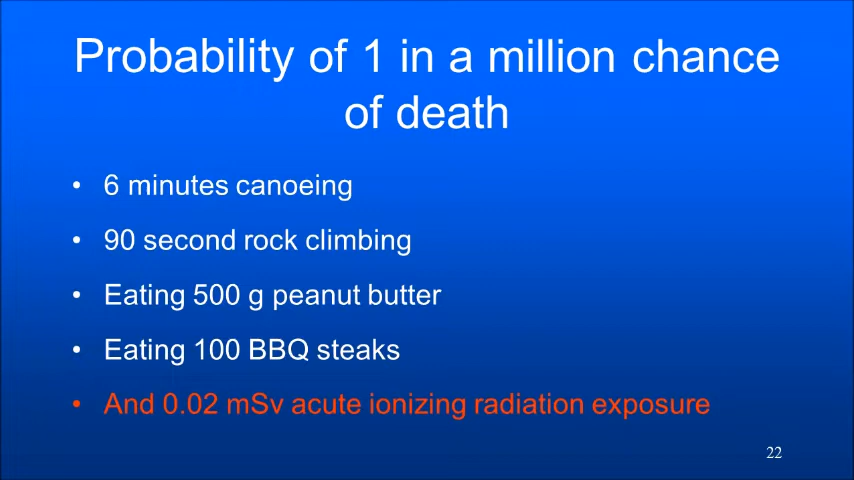 Probability of 1 in a million chance
of death
• 6 minutes canoeing
• 90 second rock climbing
• Eating 500 g peanut butter
• Eating 100 BBQ steaks
• And 0.02 mSv acute ionizing radiation exposure
22